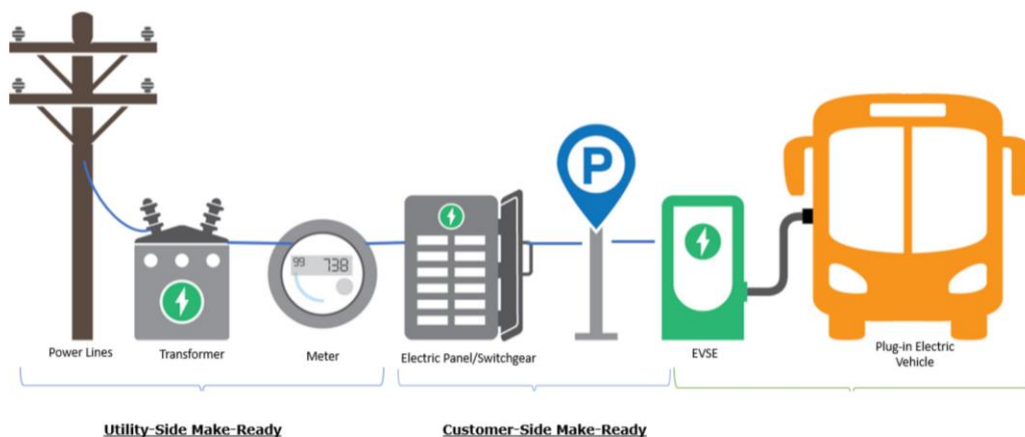 P
99 738
Power Lines
Transformer
Meter
Electric Panel/Switchgear
EVSE
Plug-in Electric
Vehicle
Utility-Side Make-Ready
Customer-Side Make-Ready